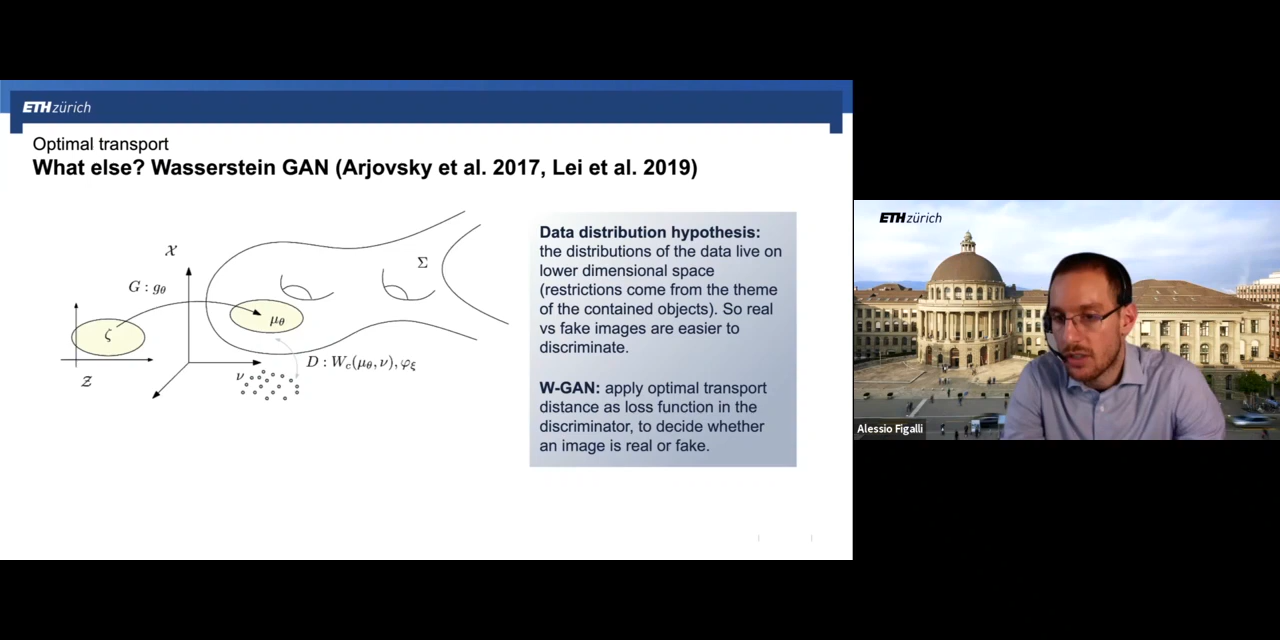 ETH zürich
Optimal transport
What else? Wasserstein GAN (Arjovsky et al. 2017, Lei et al. 2019)
𝒳
G : g_θ
Σ
ζ
μ_θ
𝒵
ν
D : W_c(μ_θ, ν), φ_ξ
Data distribution hypothesis:
the distributions of the data live on
lower dimensional space
(restrictions come from the theme
of the contained objects). So real
vs fake images are easier to
discriminate.
W-GAN: apply optimal transport
distance as loss function in the
discriminator, to decide whether
an image is real or fake.
ETH zürich
Alessio Figalli